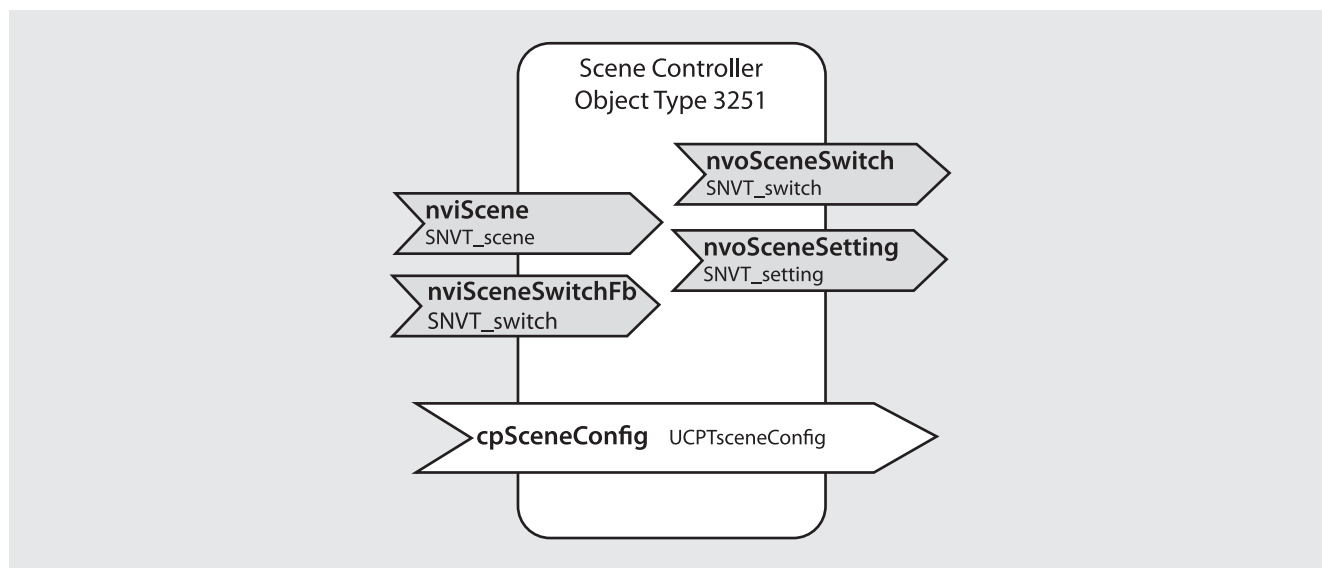 Scene Controller
Object Type 3251
nvoSceneSwitch
SNVT_switch
nviScene
SNVT_scene
nvoSceneSetting
SNVT_setting
nviSceneSwitchFb
SNVT_switch
cpSceneConfig UCPTsceneConfig